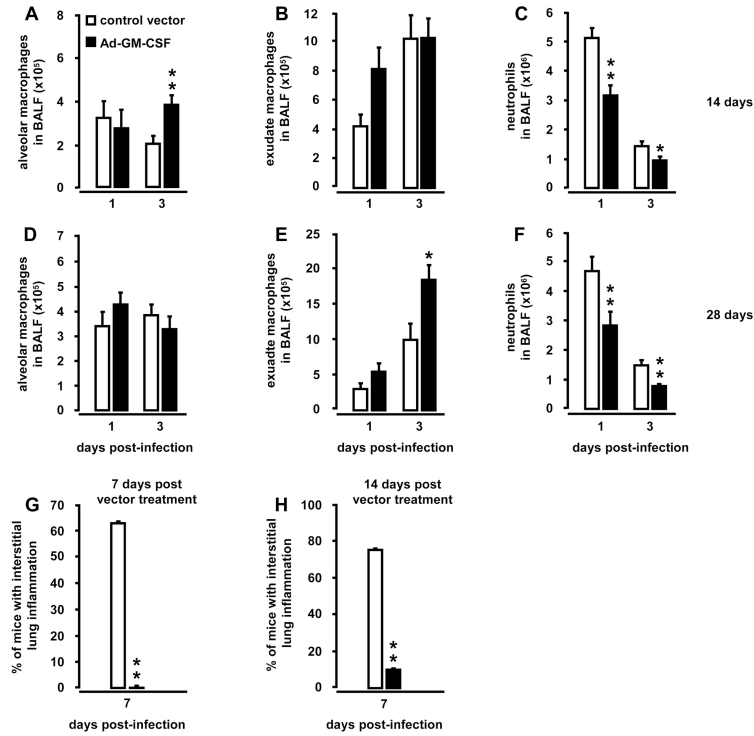 A
control vector
Ad-GM-CSF
alveolar macrophages
in BALF (x10⁵)
8
6
4
2
0
*
*
1
3
B
exudate macrophages
in BALF (x10⁵)
12
10
8
6
4
2
0
1
3
C
neutrophils
in BALF (x10⁶)
6
5
4
3
2
1
0
*
*
*
1
3
14 days
D
alveolar macrophages
in BALF (x10⁵)
7
6
5
4
3
2
1
0
1
3
days post-infection
E
exuadte macrophages
in BALF (x10⁵)
25
20
15
10
5
0
*
1
3
days post-infection
F
neutrophils
in BALF (x10⁶)
6
5
4
3
2
1
0
*
*
*
*
1
3
days post-infection
28 days
G
7 days post
vector treatment
% of mice with interstitial
lung inflammation
70
60
50
40
30
20
10
0
*
*
7
days post-infection
H
14 days post
vector treatment
% of mice with interstitial
lung inflammation
100
80
60
40
20
0
*
*
7
days post-infection